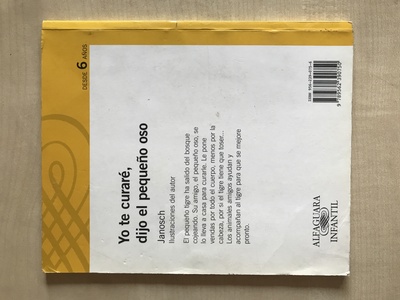 DESDE 6 AÑOS
Yo te curaré,
dijo el pequeño oso
Janosch
Ilustraciones del autor
El pequeño tigre ha salido del bosque
cojeando. Su amigo, el pequeño oso, se
lo lleva a casa para curarle. Le pone
vendas por todo el cuerpo, menos por la
cabeza, por si el tigre tiene que toser...
Los animales amigos ayudan y
acompañan al tigre para que se mejore
pronto.
ALFAGUARA
INFANTIL
ISBN: